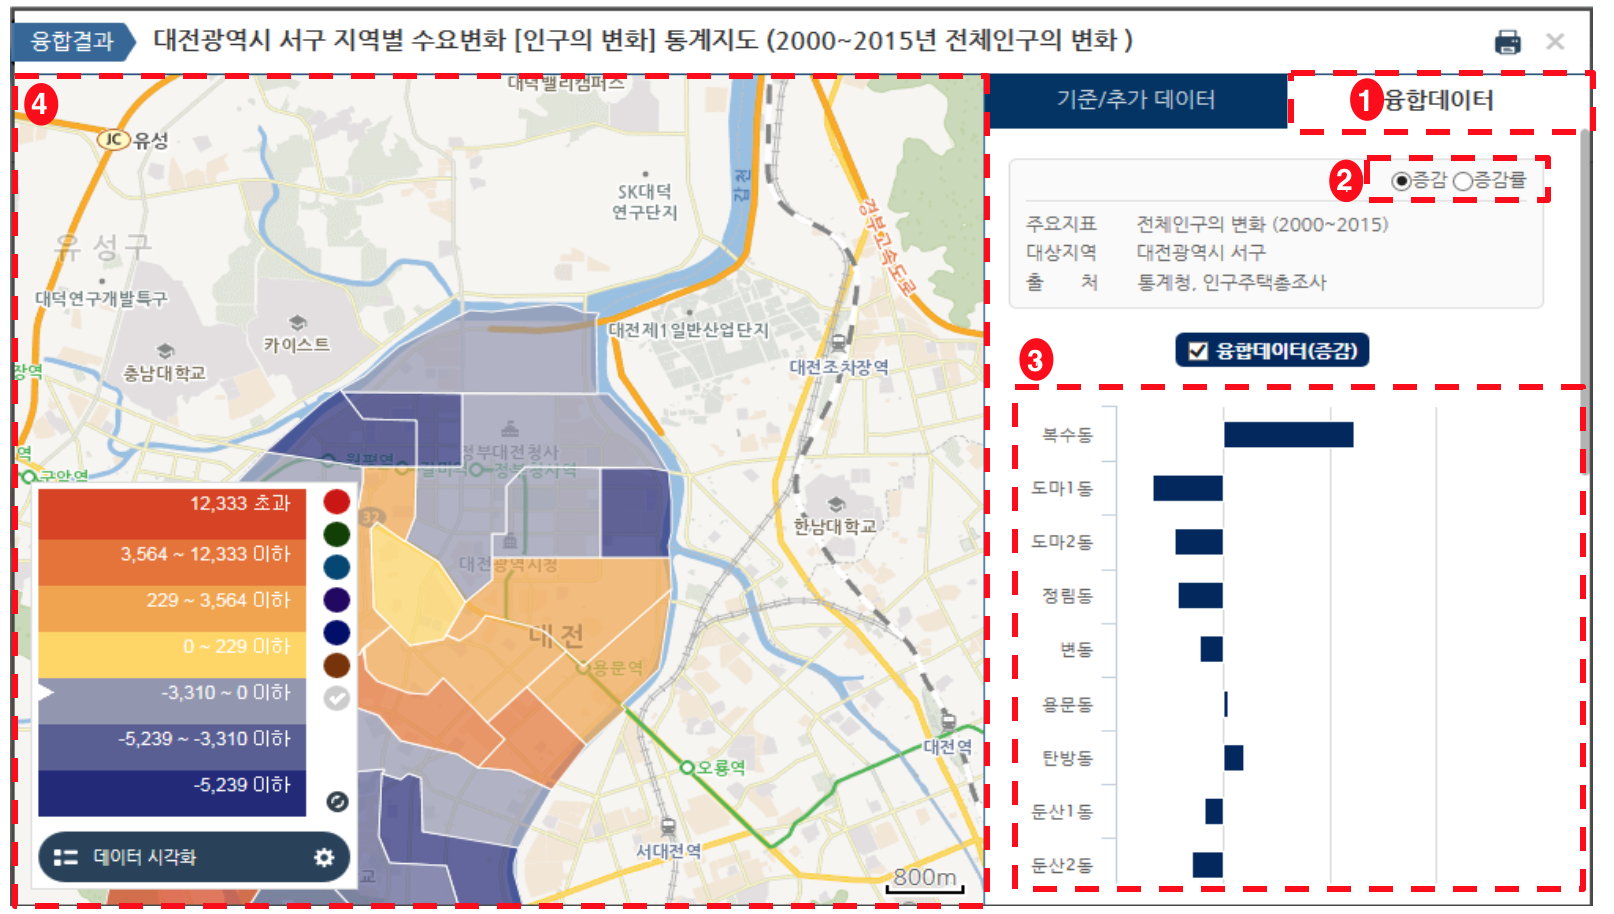 융합결과
대전광역시 서구 지역별 수요변화 [인구의 변화] 통계지도 (2000~2015년 전체인구의 변화 )
4
대덕밸리캠퍼스
JC 유성
SK대덕
연구단지
갑천
경부고속도로
유성구
대덕연구개발특구
카이스트
충남대학교
장역
대전제1일반산업단지
대전조차장역
정부대전청사
역
구암역
월평역
갈마역
정부청사역
32
대전광역시청
한남대학교
대전
용문역
대전역
오룡역
서대전역
교
800m
12,333 초과
3,564 ~ 12,333 이하
229 ~ 3,564 이하
0 ~ 229 이하
-3,310 ~ 0 이하
-5,239 ~ -3,310 이하
-5,239 이하
데이터 시각화
기준/추가 데이터
1 융합데이터
2 증감 증감률
주요지표 전체인구의 변화 (2000~2015)
대상지역 대전광역시 서구
출 처 통계청, 인구주택총조사
융합데이터(증감)
3
복수동
도마1동
도마2동
정림동
변동
용문동
탄방동
둔산1동
둔산2동